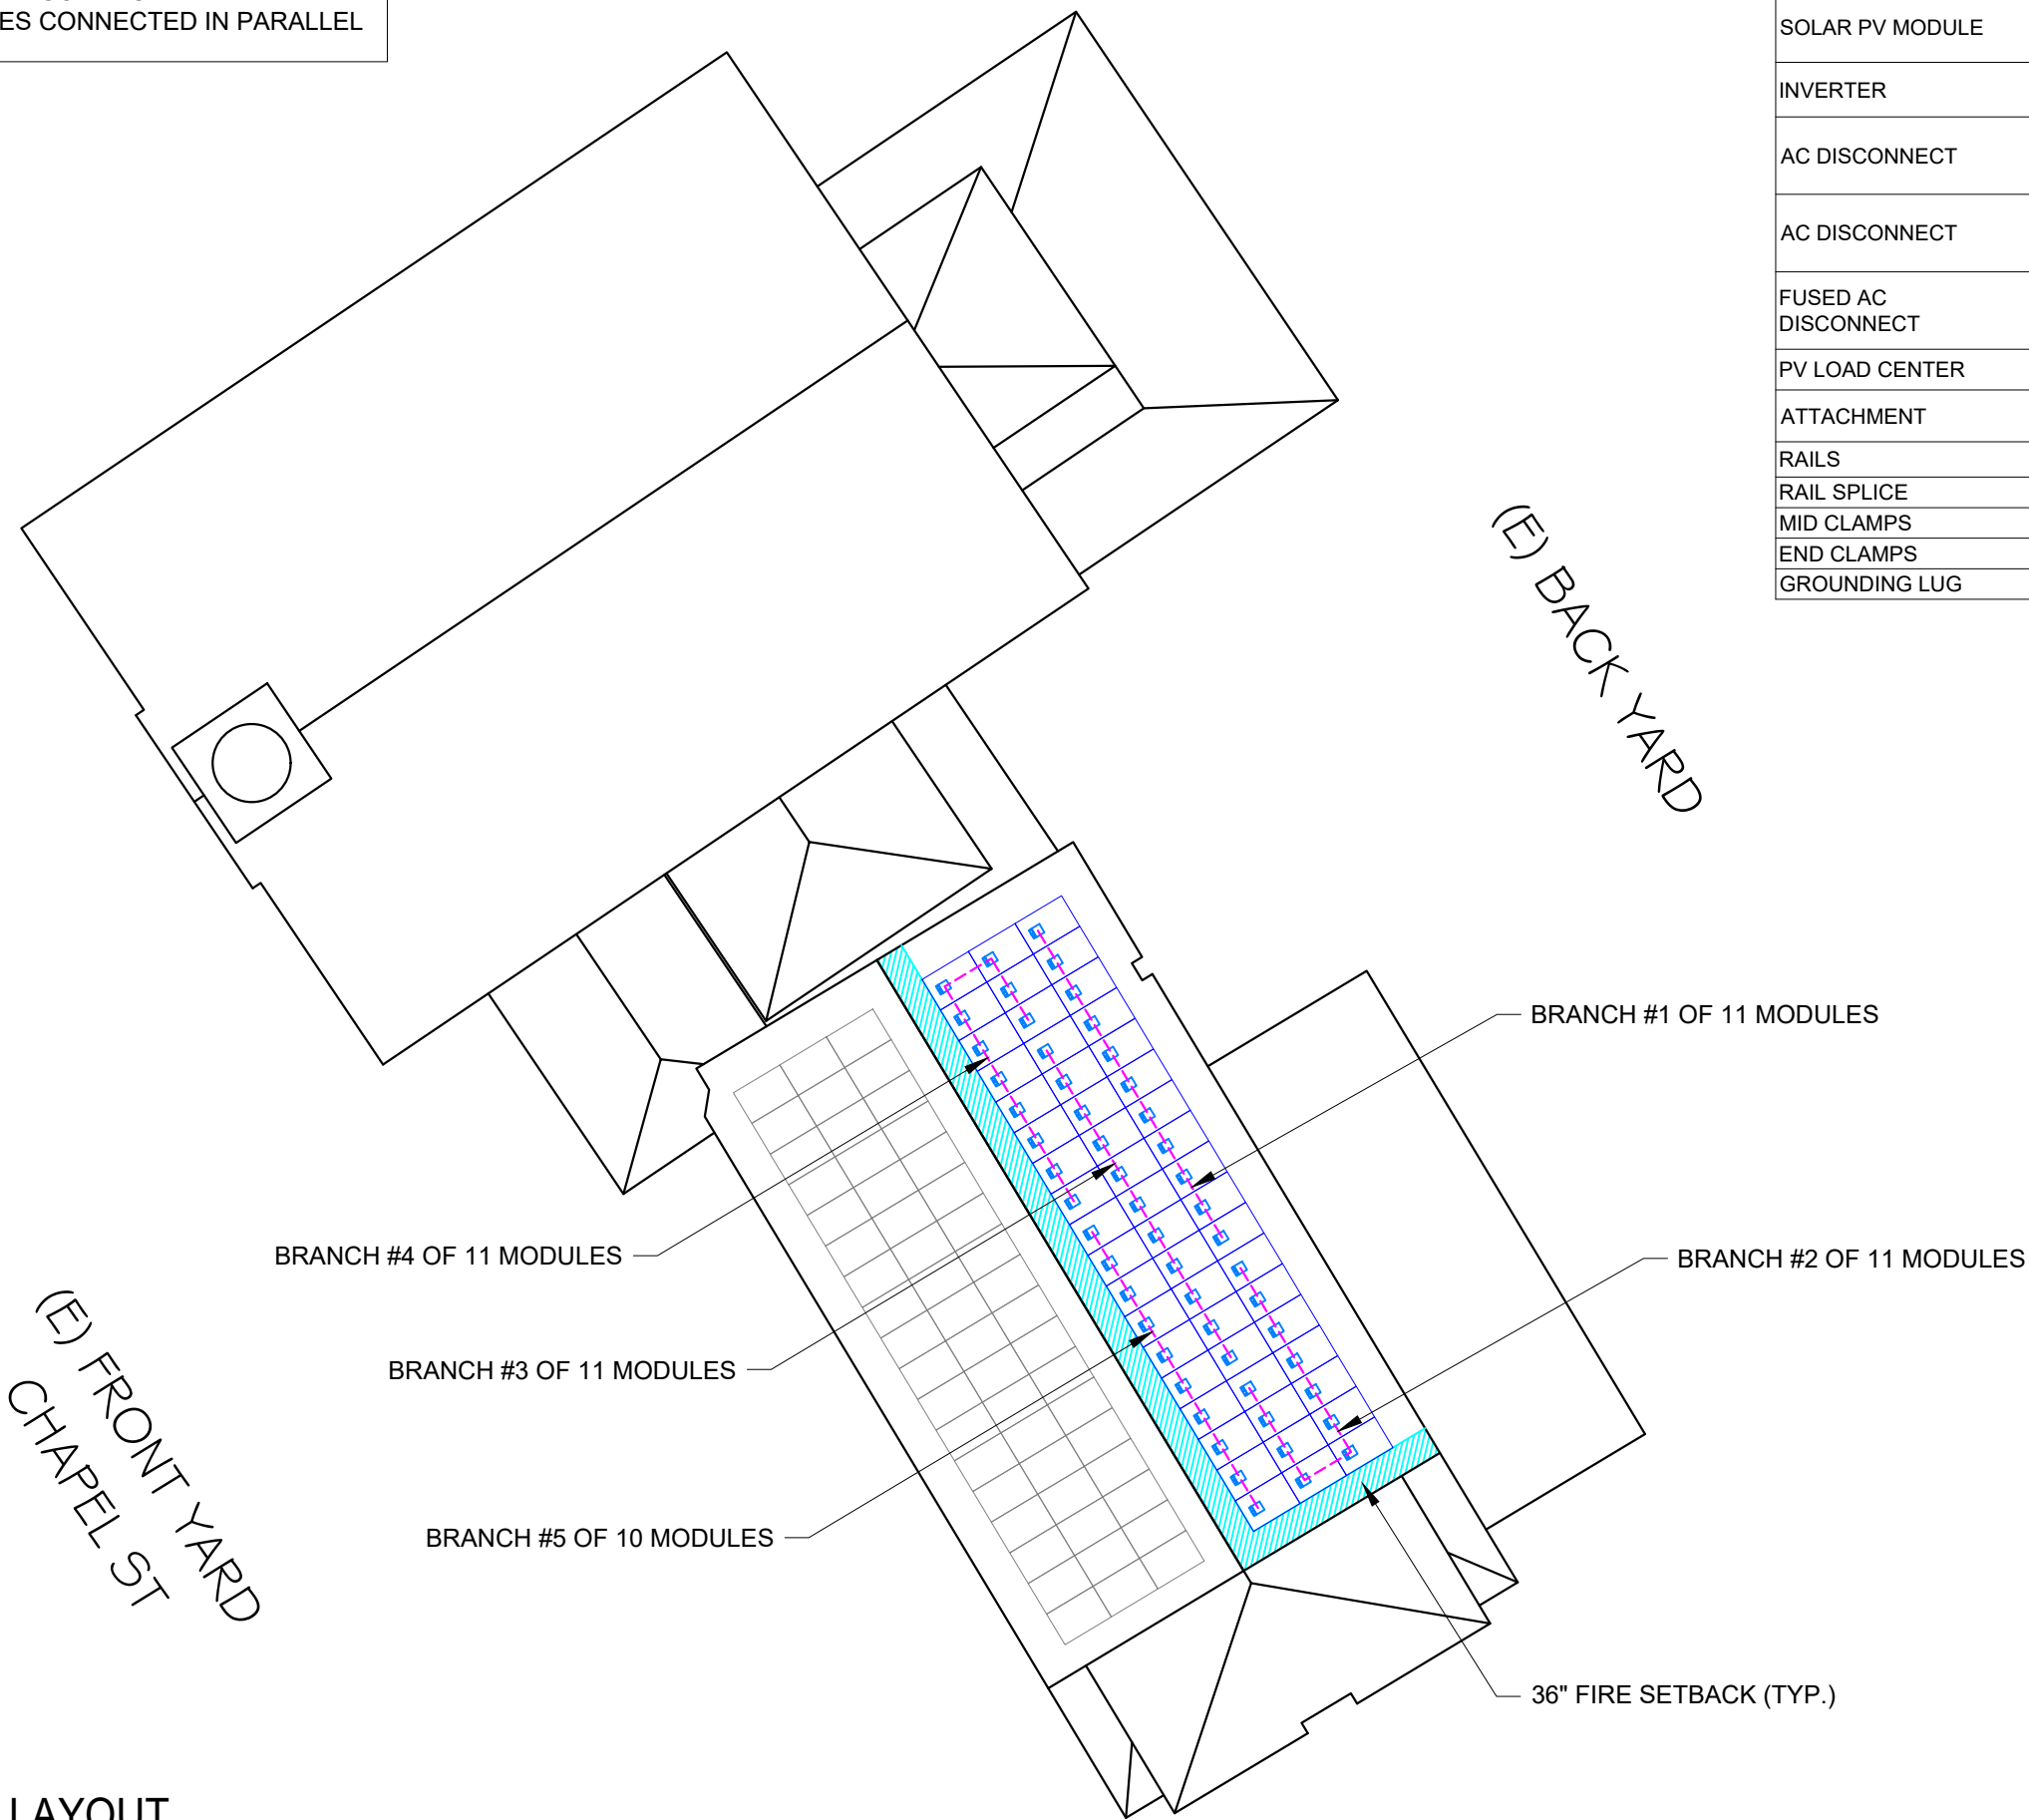 ES CONNECTED IN PARALLEL
SOLAR PV MODULE
INVERTER
AC DISCONNECT
AC DISCONNECT
FUSED AC
DISCONNECT
PV LOAD CENTER
ATTACHMENT
RAILS
RAIL SPLICE
MID CLAMPS
END CLAMPS
GROUNDING LUG
(E) BACK YARD
BRANCH #1 OF 11 MODULES
BRANCH #4 OF 11 MODULES
BRANCH #2 OF 11 MODULES
BRANCH #3 OF 11 MODULES
(E) FRONT YARD
CHAPEL ST
BRANCH #5 OF 10 MODULES
36" FIRE SETBACK (TYP.)
LAYOUT